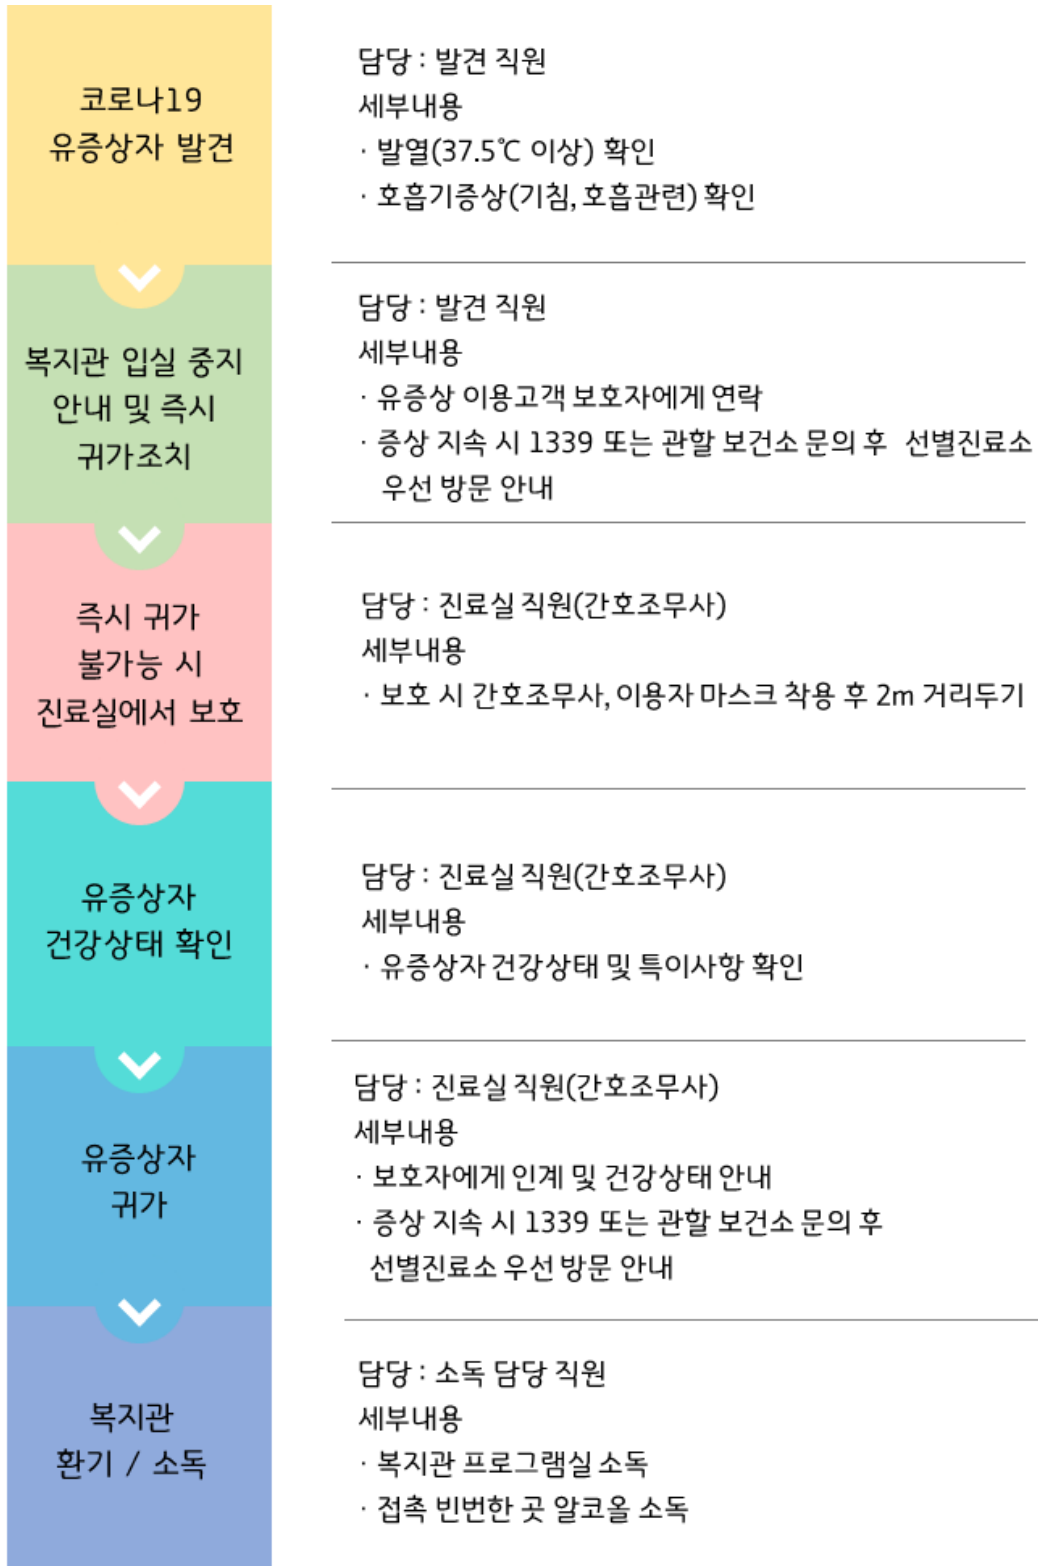 코로나19
유증상자 발견
담당 : 발견 직원
세부내용
· 발열(37.5℃ 이상) 확인
· 호흡기증상(기침, 호흡관련) 확인
복지관 입실 중지
안내 및 즉시
귀가조치
담당 : 발견 직원
세부내용
· 유증상 이용고객 보호자에게 연락
· 증상 지속 시 1339 또는 관할 보건소 문의 후 선별진료소
우선 방문 안내
즉시 귀가
불가능 시
진료실에서 보호
담당 : 진료실 직원(간호조무사)
세부내용
· 보호 시 간호조무사, 이용자 마스크 착용 후 2m 거리두기
유증상자
건강상태 확인
담당 : 진료실 직원(간호조무사)
세부내용
· 유증상자 건강상태 및 특이사항 확인
유증상자
귀가
담당 : 진료실 직원(간호조무사)
세부내용
· 보호자에게 인계 및 건강상태 안내
· 증상 지속 시 1339 또는 관할 보건소 문의 후
선별진료소 우선 방문 안내
복지관
환기 / 소독
담당 : 소독 담당 직원
세부내용
· 복지관 프로그램실 소독
· 접촉 빈번한 곳 알코올 소독